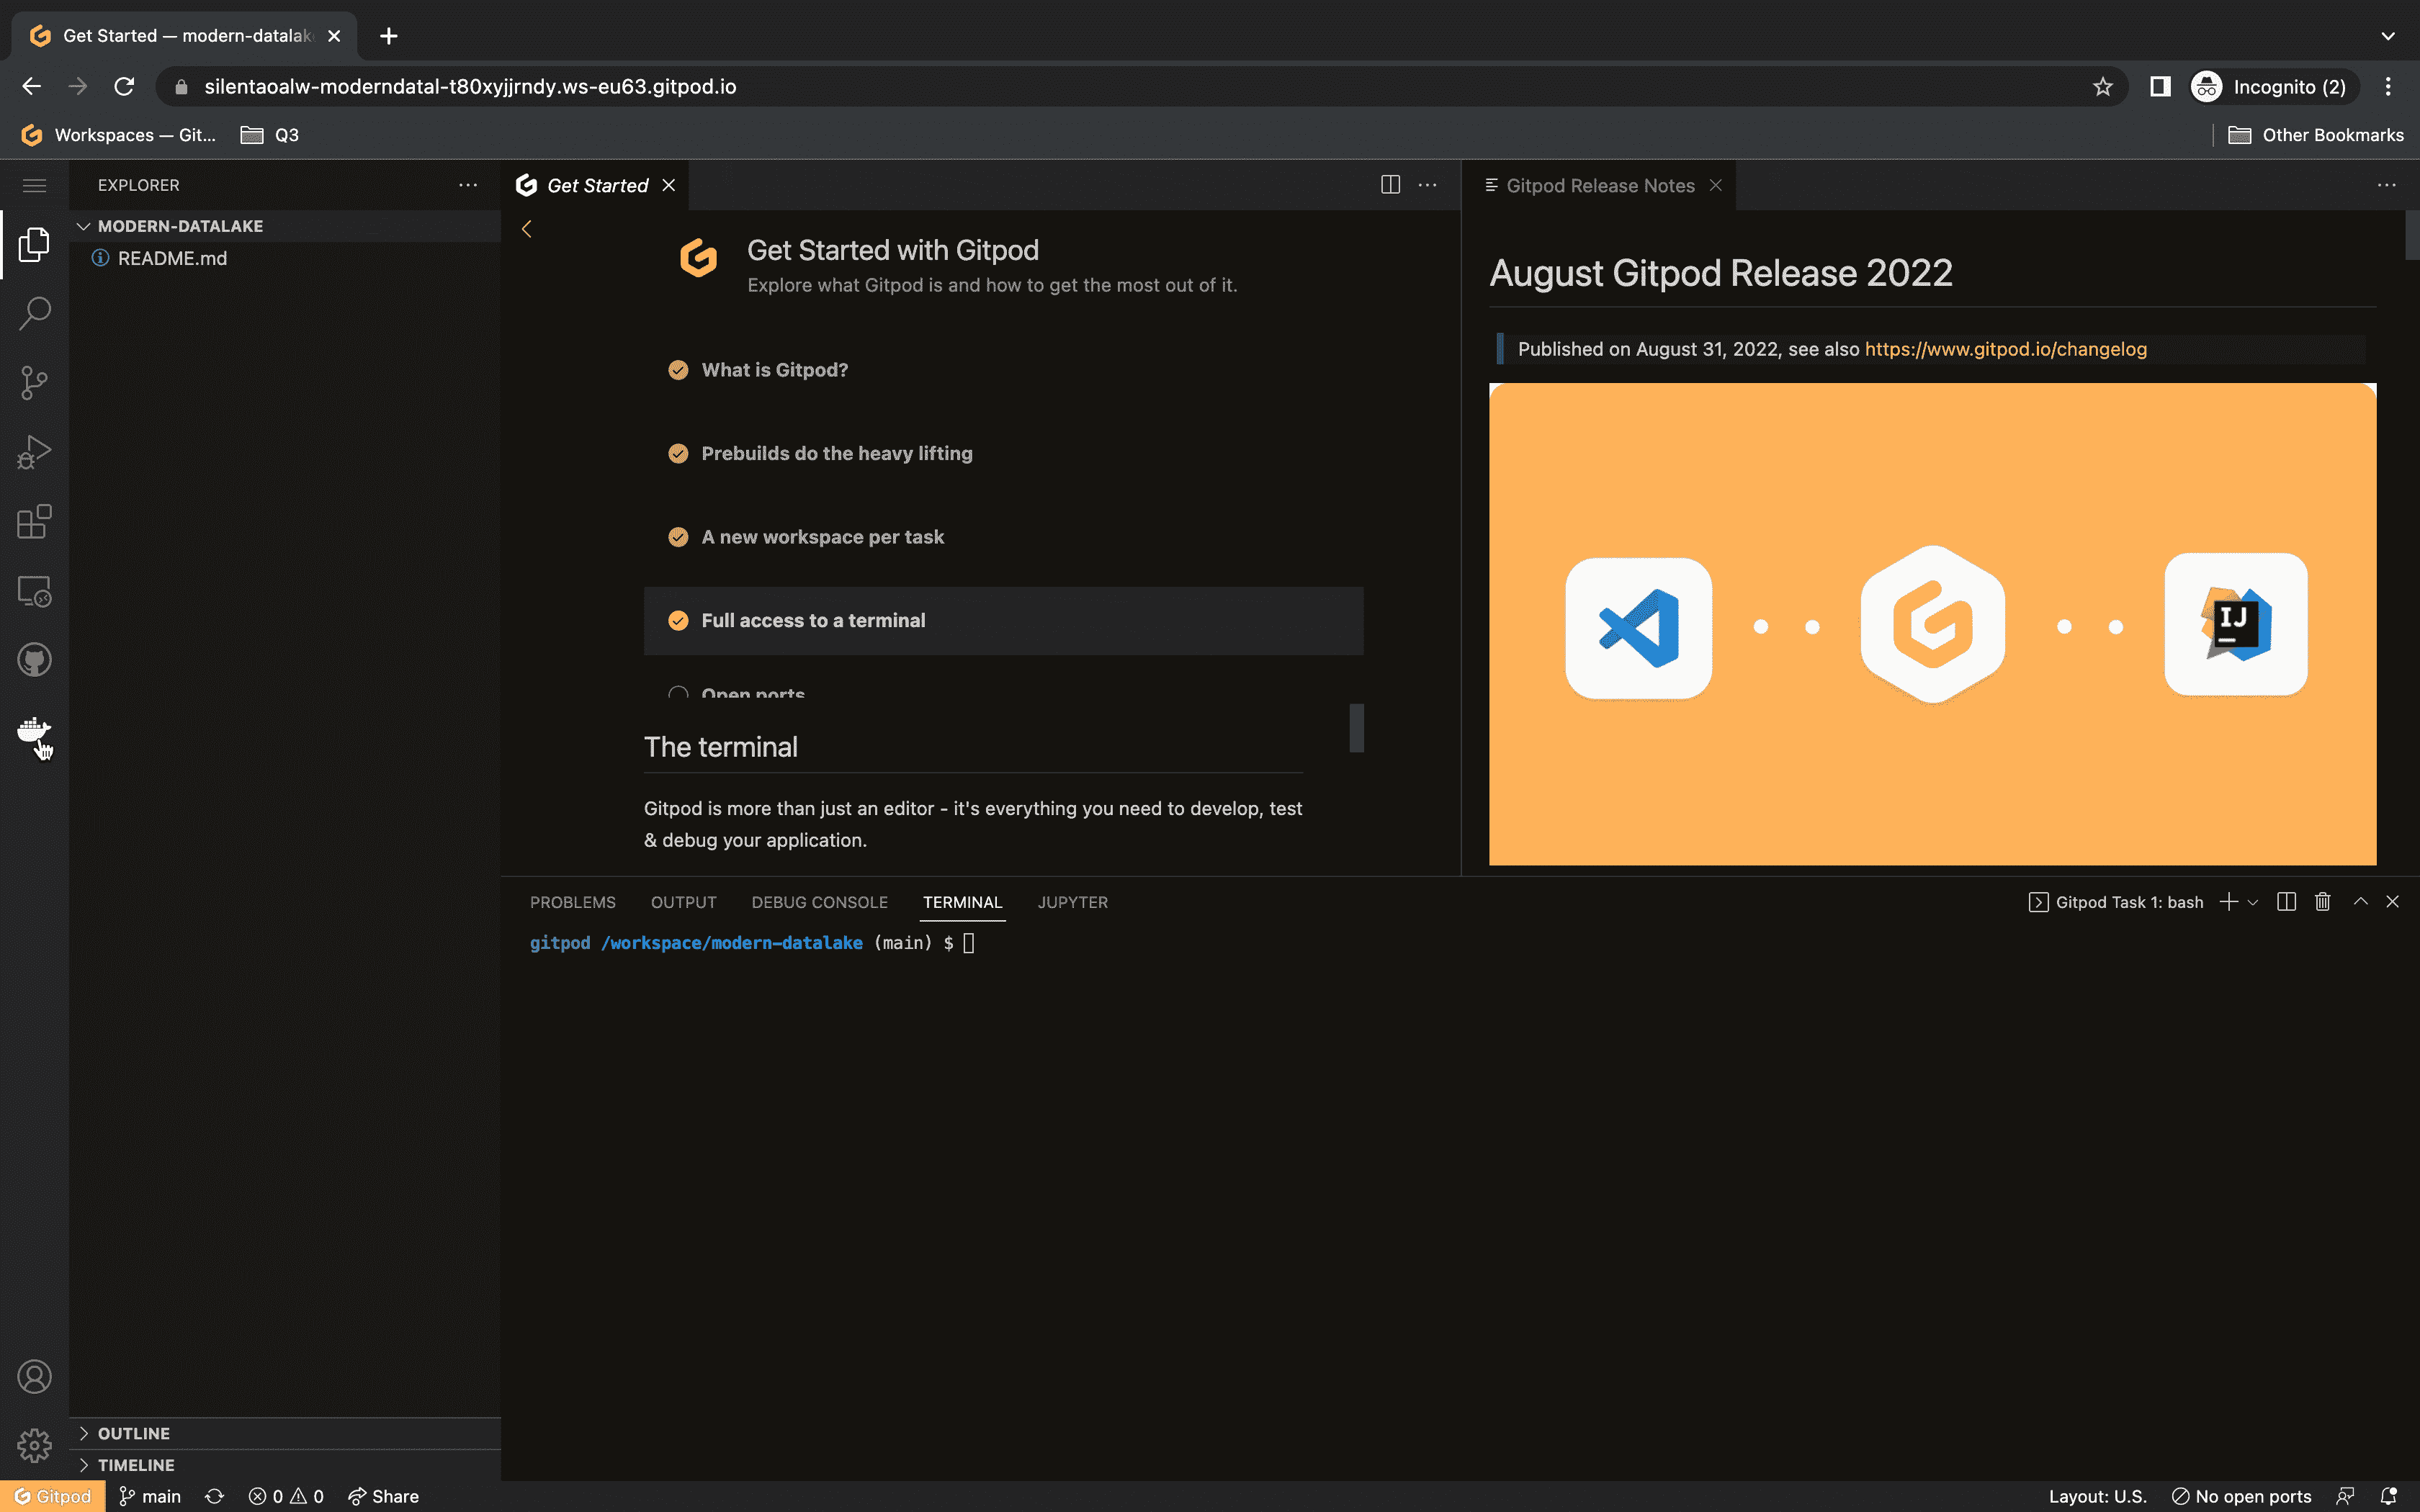 Get Started — modern-datalak
silentaoalw-moderndatal-t80xyjjrndy.ws-eu63.gitpod.io
Incognito (2)
Workspaces — Git...
Q3
Other Bookmarks
EXPLORER
MODERN-DATALAKE
README.md
OUTLINE
TIMELINE
Get Started
Get Started with Gitpod
Explore what Gitpod is and how to get the most out of it.
What is Gitpod?
Prebuilds do the heavy lifting
A new workspace per task
Full access to a terminal
Open ports
The terminal
Gitpod is more than just an editor - it's everything you need to develop, test
& debug your application.
Gitpod Release Notes
August Gitpod Release 2022
Published on August 31, 2022, see also https://www.gitpod.io/changelog
IJ
PROBLEMS
OUTPUT
DEBUG CONSOLE
TERMINAL
JUPYTER
Gitpod Task 1: bash
gitpod /workspace/modern-datalake (main) $
Gitpod
main
0
0
Share
Layout: U.S.
No open ports